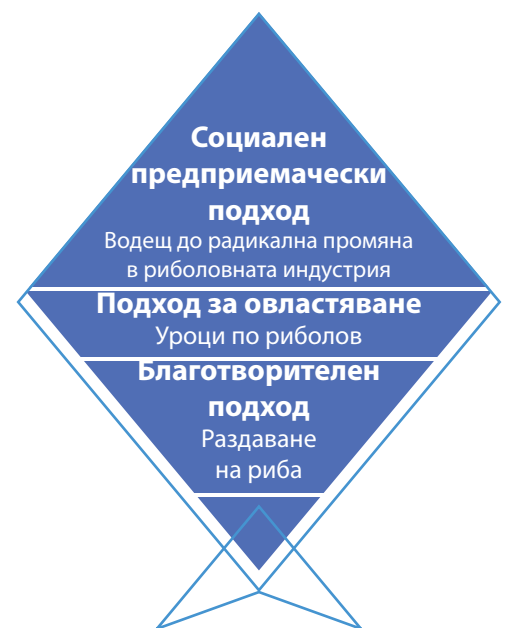 Социален
предприемачески
подход
Водещ до радикална промяна
в риболовната индустрия
Подход за овластяване
Уроци по риболов
Благотворителен
подход
Раздаване
на риба